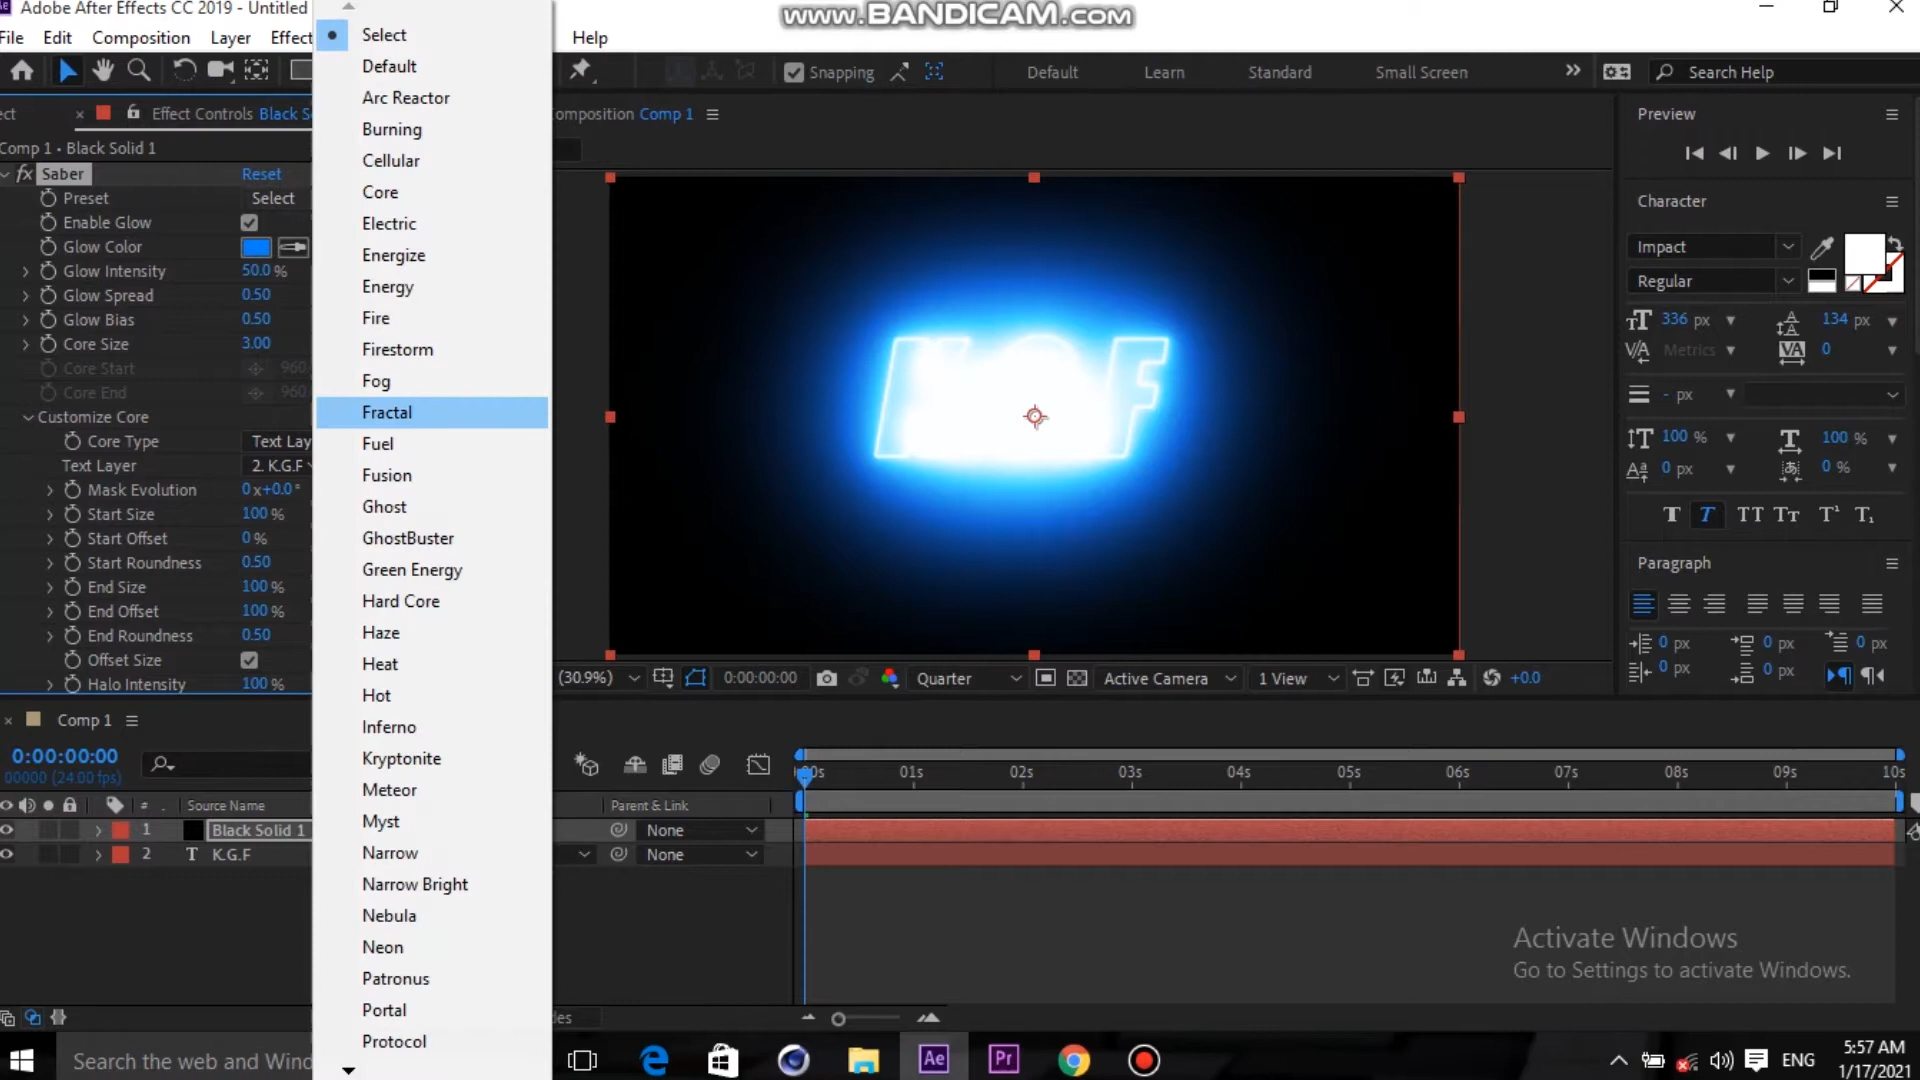 Adobe After Effects CC 2019 - Untitled
www.BANDICAM.com
File Edit Composition Layer Effect Help
Snapping Default Learn Standard Small Screen Search Help
Effect Controls Black S
Composition Comp 1
Comp 1 • Black Solid 1
fx Saber Reset
Preset Select
Enable Glow
Glow Color
Glow Intensity 50.0 %
Glow Spread 0.50
Glow Bias 0.50
Core Size 3.00
Core Start 960
Core End 960
Customize Core
Core Type Text Lay
Text Layer 2. K.G.F
Mask Evolution 0x+0.0°
Start Size 100 %
Start Offset 0 %
Start Roundness 0.50
End Size 100 %
End Offset 100 %
End Roundness 0.50
Offset Size
Halo Intensity 100 %
Select
Default
Arc Reactor
Burning
Cellular
Core
Electric
Energize
Energy
Fire
Firestorm
Fog
Fractal
Fuel
Fusion
Ghost
GhostBuster
Green Energy
Hard Core
Haze
Heat
Hot
Inferno
Kryptonite
Meteor
Myst
Narrow
Narrow Bright
Nebula
Neon
Patronus
Portal
Protocol
(30.9%) 0:00:00:00 Quarter Active Camera 1 View +0.0
Preview
Character
Impact
Regular
336 px 134 px
Metrics 0
- px
100 % 100 %
0 px 0 %
Paragraph
0 px 0 px 0 px
0 px 0 px
Comp 1
0:00:00:00
00000 (24.00 fps)
# Source Name Parent & Link
1 Black Solid 1 None
2 T K.G.F None
00s 01s 02s 03s 04s 05s 06s 07s 08s 09s 10s
Activate Windows
Go to Settings to activate Windows.
Search the web and Wind
Ae Pr
ENG
5:57 AM
1/17/2021